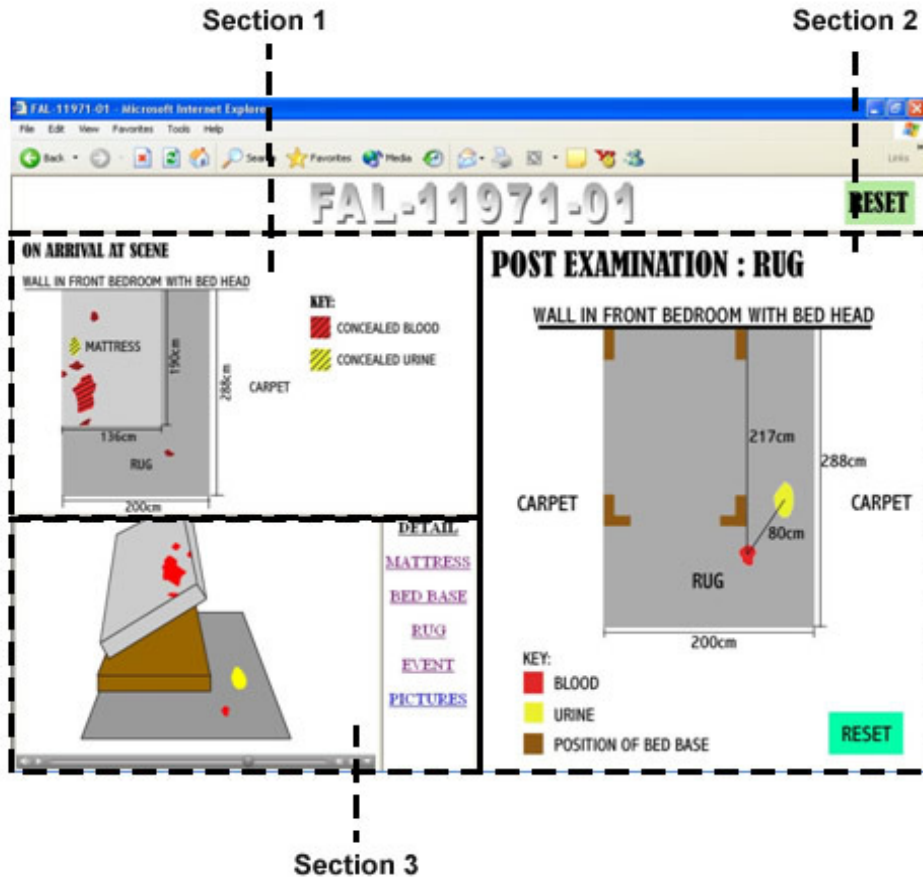 Section 1
Section 2
FAL-11971-01 - Microsoft Internet Explorer
File Edit View Favorites Tools Help
Back Search Favorites Media Links
FAL-11971-01
RESET
ON ARRIVAL AT SCENE
WALL IN FRONT BEDROOM WITH BED HEAD
KEY:
CONCEALED BLOOD
CONCEALED URINE
MATTRESS
190cm
288cm
CARPET
136cm
RUG
200cm
POST EXAMINATION : RUG
WALL IN FRONT BEDROOM WITH BED HEAD
217cm
288cm
CARPET
CARPET
80cm
RUG
200cm
KEY:
BLOOD
URINE
POSITION OF BED BASE
RESET
DETAIL
MATTRESS
BED BASE
RUG
EVENT
PICTURES
Section 3